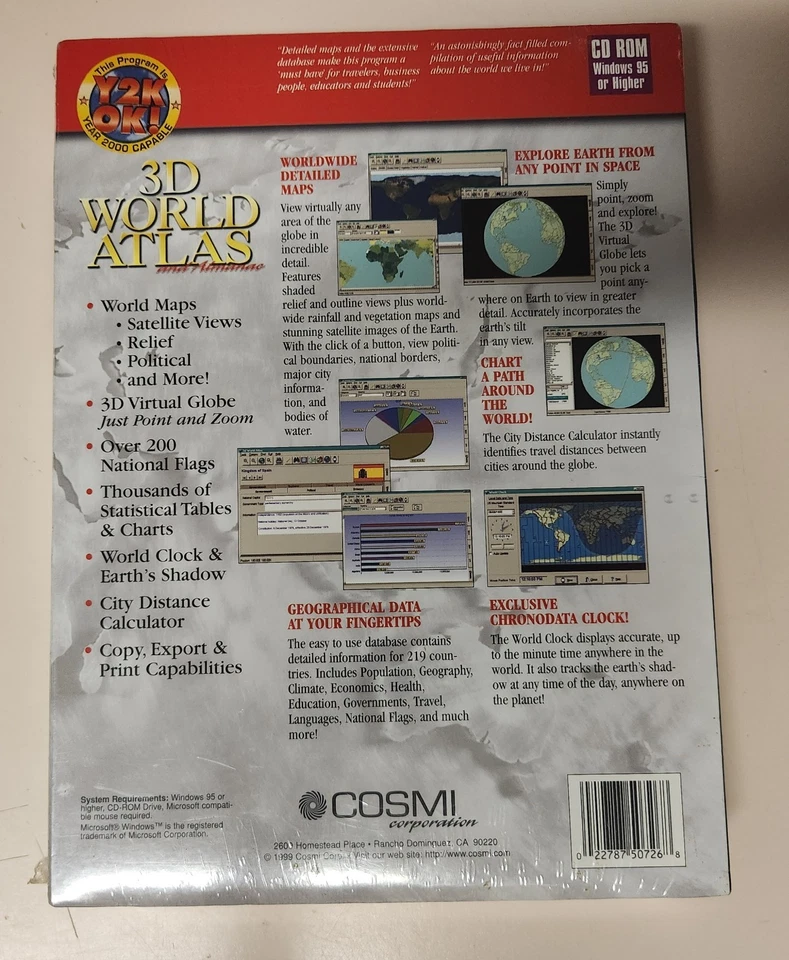 This Program is
Y2K
OK!
YEAR 2000 CAPABLE
"Detailed maps and the extensive
database make this program a
'must have' for travelers, business
people, educators and students!"
"An astonishingly fact filled com-
pilation of useful information
about the world we live in!"
CD ROM
Windows 95
or Higher
3D
WORLD
ATLAS
and Almanac
• World Maps
• Satellite Views
• Relief
• Political
• and More!
• 3D Virtual Globe
Just Point and Zoom
• Over 200
National Flags
• Thousands of
Statistical Tables
& Charts
• World Clock &
Earth's Shadow
• City Distance
Calculator
• Copy, Export &
Print Capabilities
WORLDWIDE
DETAILED
MAPS
View virtually any
area of the
globe in
incredible
detail.
Features
shaded
relief and outline views plus world-
wide rainfall and vegetation maps and
stunning satellite images of the Earth.
With the click of a button, view politi-
cal boundaries, national borders,
major city
informa-
tion, and
bodies of
water.
EXPLORE EARTH FROM
ANY POINT IN SPACE
Simply
point, zoom
and explore!
The 3D
Virtual
Globe lets
you pick a
point any-
where on Earth to view in greater
detail. Accurately incorporates the
earth's tilt
in any view.
CHART
A PATH
AROUND
THE
WORLD!
The City Distance Calculator instantly
identifies travel distances between
cities around the globe.
Kingdom of Spain
GEOGRAPHICAL DATA
AT YOUR FINGERTIPS
The easy to use database contains
detailed information for 219 coun-
tries. Includes Population, Geography,
Climate, Economics, Health,
Education, Governments, Travel,
Languages, National Flags, and much
more!
EXCLUSIVE
CHRONODATA CLOCK!
The World Clock displays accurate, up
to the minute time anywhere in the
world. It also tracks the earth's shad-
ow at any time of the day, anywhere on
the planet!
System Requirements: Windows 95 or
higher, CD-ROM Drive, Microsoft compati-
ble mouse required.
Microsoft® Windows™ is the registered
trademark of Microsoft Corporation.
COSMI
corporation
2600 Homestead Place • Rancho Dominguez, CA 90220
© 1999 Cosmi Corp. Visit our web site: http://www.cosmi.com
0 22787 50726 8